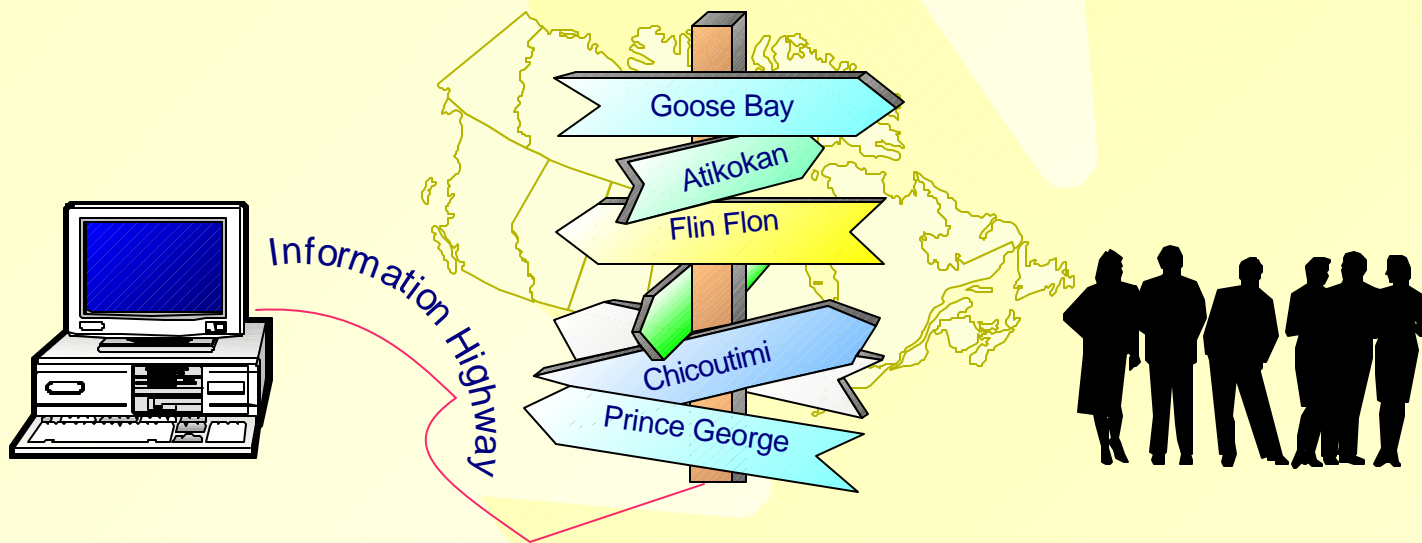 Information Highway
Goose Bay
Atikokan
Flin Flon
Chicoutimi
Prince George